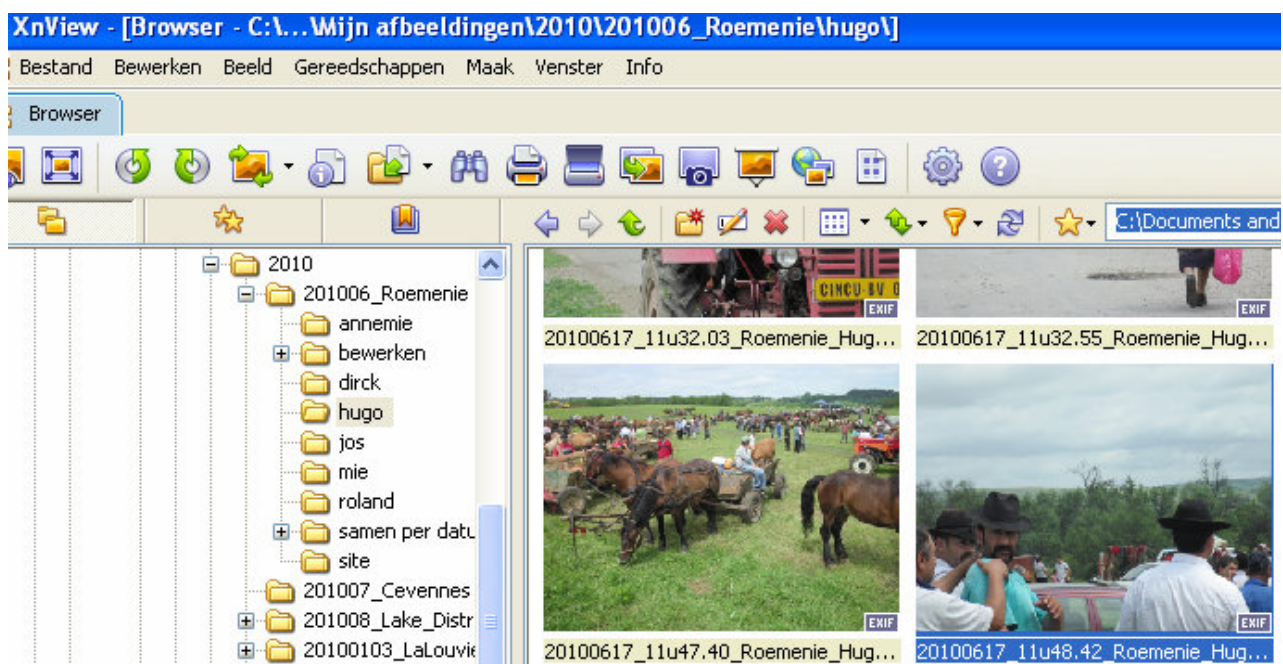 XnView - [Browser - C:\...\Mijn afbeeldingen\2010\201006_Roemenie\hugo\]
Bestand Bewerken Beeld Gereedschappen Maak Venster Info
Browser
C:\Documents and
2010
201006_Roemenie
annemie
bewerken
dirck
hugo
jos
mie
roland
samen per datu
site
201007_Cevennes
201008_Lake_Distr
20100103_LaLouvie
CINCU-BV 0
EXIF
EXIF
20100617_11u32.03_Roemenie_Hug...
20100617_11u32.55_Roemenie_Hug...
EXIF
EXIF
20100617_11u47.40_Roemenie_Hug...
20100617_11u48.42_Roemenie_Hug...